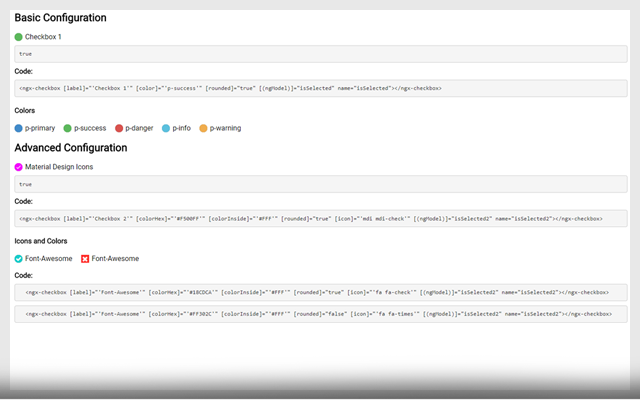 Basic Configuration
Checkbox 1
true
Code:
<ngx-checkbox [label]="'Checkbox 1'" [color]="'p-success'" [rounded]="true" [(ngModel)]="isSelected" name="isSelected"></ngx-checkbox>
Colors
p-primary p-success p-danger p-info p-warning
Advanced Configuration
Material Design Icons
true
Code:
<ngx-checkbox [label]="'Checkbox 2'" [colorHex]="'#F500FF'" [colorInside]="'#FFF'" [rounded]="true" [icon]="'mdi mdi-check'" [(ngModel)]="isSelected2" name="isSelected2"></ngx-checkbox>
Icons and Colors
Font-Awesome Font-Awesome
Code:
<ngx-checkbox [label]="'Font-Awesome'" [colorHex]="'#18CDCA'" [colorInside]="'#FFF'" [rounded]="true" [icon]="'fa fa-check'" [(ngModel)]="isSelected2" name="isSelected2"></ngx-checkbox>
<ngx-checkbox [label]="'Font-Awesome'" [colorHex]="'#FF302C'" [colorInside]="'#FFF'" [rounded]="false" [icon]="'fa fa-times'" [(ngModel)]="isSelected2" name="isSelected2"></ngx-checkbox>